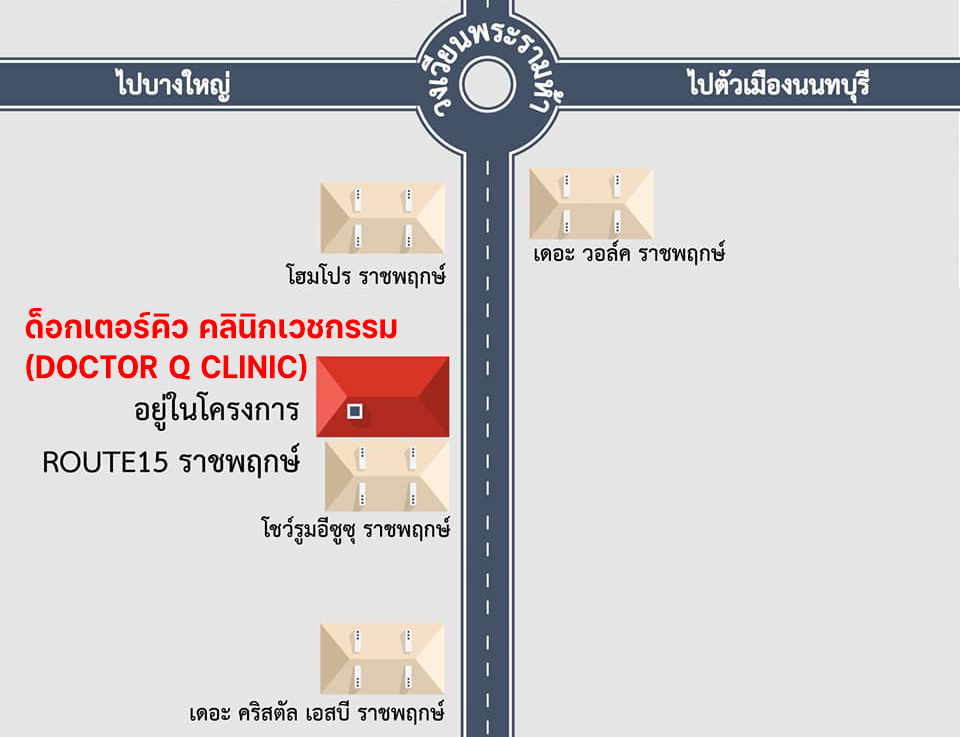 วงเวียนพระรามห้า
ไปบางใหญ่
ไปตัวเมืองนนทบุรี
เดอะ วอล์ค ราชพฤกษ์
โฮมโปร ราชพฤกษ์
ด็อกเตอร์คิว คลินิกเวชกรรม
(DOCTOR Q CLINIC)
อยู่ในโครงการ
ROUTE15 ราชพฤกษ์
โชว์รูมอีซูซุ ราชพฤกษ์
เดอะ คริสตัล เอสบี ราชพฤกษ์